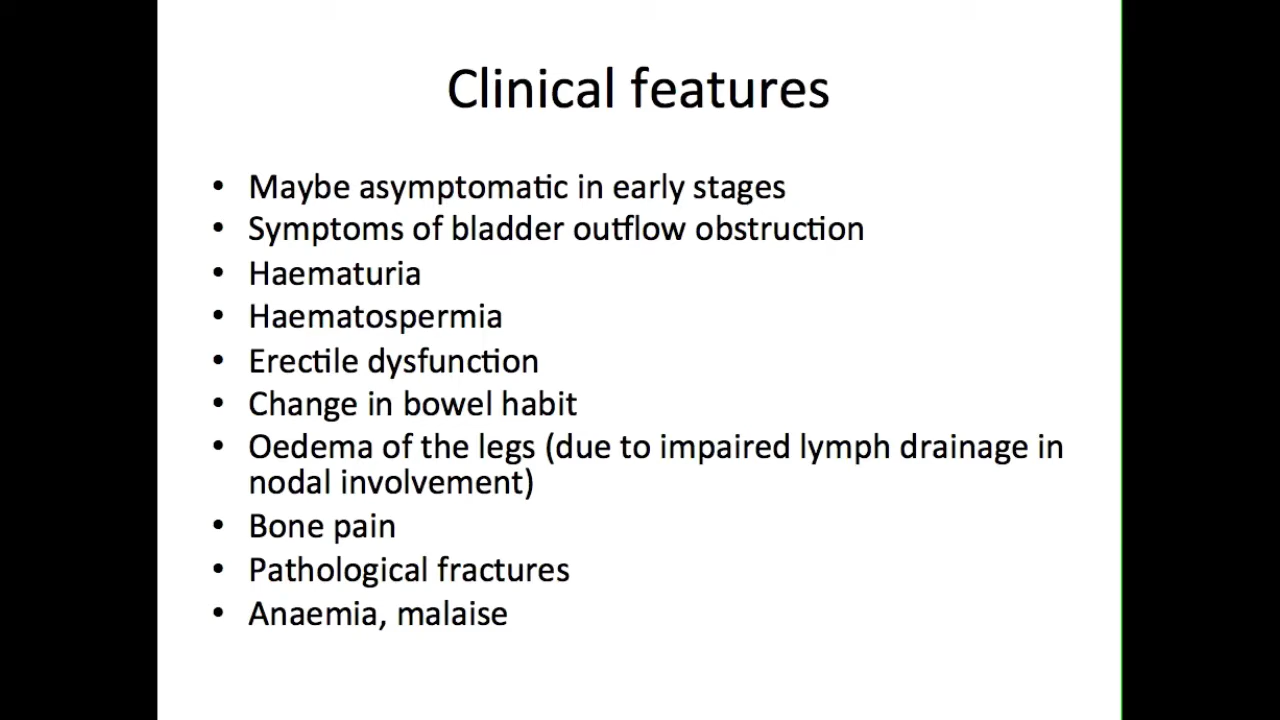 Clinical features
• Maybe asymptomatic in early stages
• Symptoms of bladder outflow obstruction
• Haematuria
• Haematospermia
• Erectile dysfunction
• Change in bowel habit
• Oedema of the legs (due to impaired lymph drainage in
nodal involvement)
• Bone pain
• Pathological fractures
• Anaemia, malaise